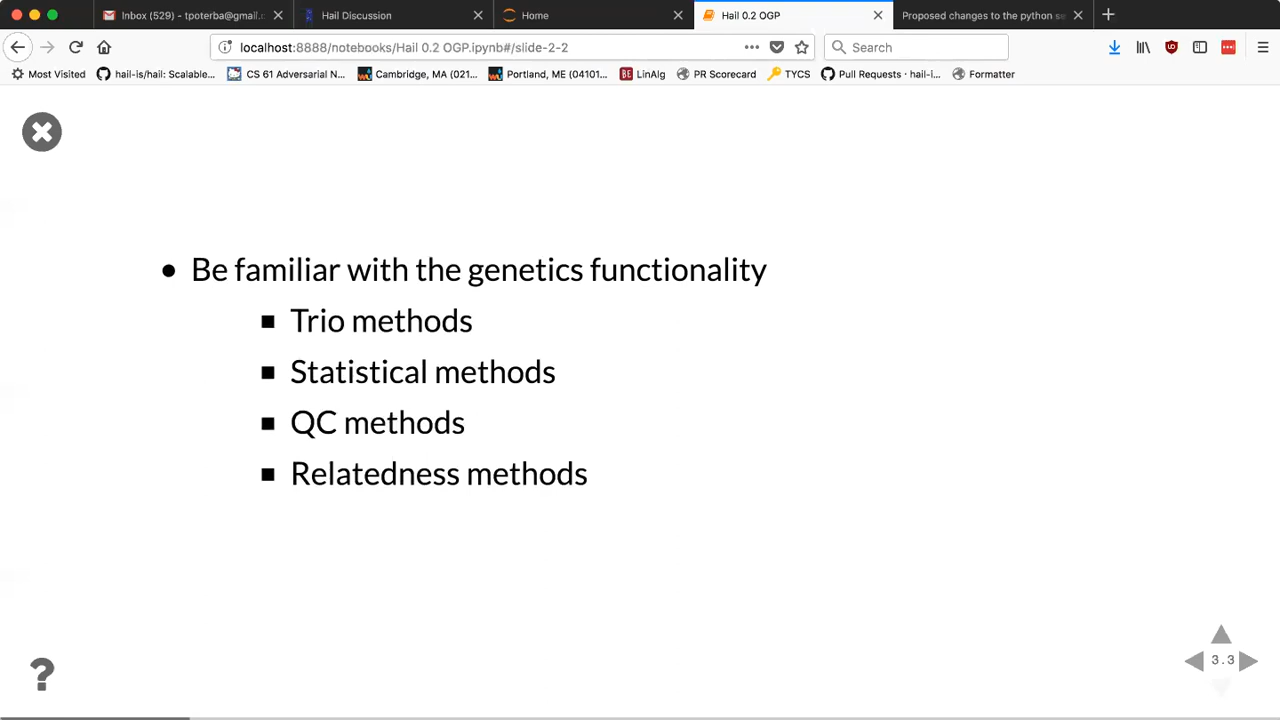 Inbox (529) - tpoterba@gmail.c
Hail Discussion
Home
Hail 0.2 OGP
Proposed changes to the python se
localhost:8888/notebooks/Hail 0.2 OGP.ipynb#/slide-2-2
Search
Most Visited
hail-is/hail: Scalable...
CS 61 Adversarial N...
Cambridge, MA (021...
Portland, ME (04101...
BE LinAlg
PR Scorecard
TYCS
Pull Requests · hail-i...
Formatter
Be familiar with the genetics functionality
Trio methods
Statistical methods
QC methods
Relatedness methods
3.3
?